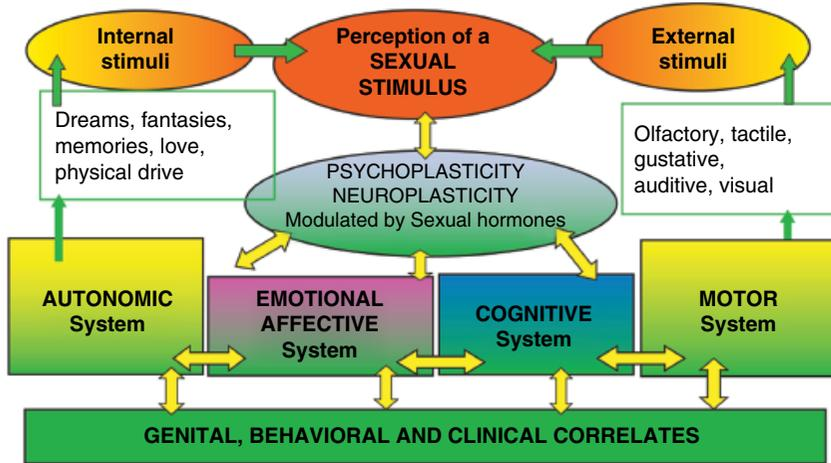 Internal
stimuli
Perception of a
SEXUAL
STIMULUS
External
stimuli
Dreams, fantasies,
memories, love,
physical drive
Olfactory, tactile,
gustative,
auditive, visual
PSYCHOPLASTICITY
NEUROPLASTICITY
Modulated by Sexual hormones
AUTONOMIC
System
EMOTIONAL
AFFECTIVE
System
COGNITIVE
System
MOTOR
System
GENITAL, BEHAVIORAL AND CLINICAL CORRELATES